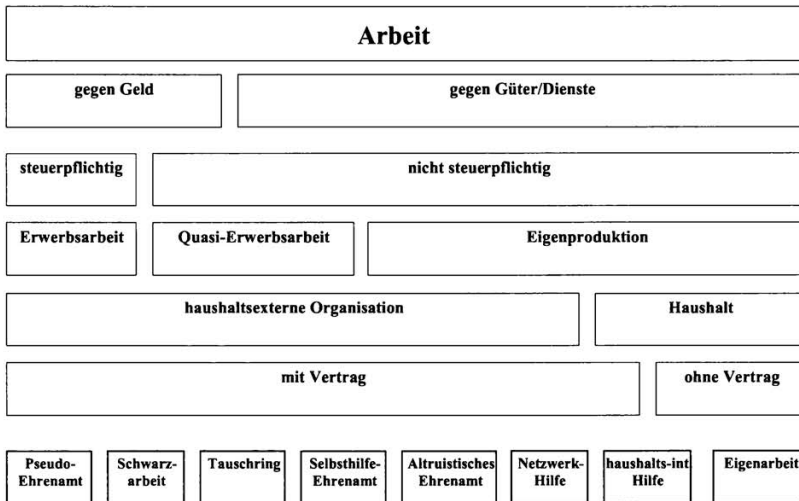 Arbeit
gegen Geld
gegen Güter/Dienste
steuerpflichtig
nicht steuerpflichtig
Erwerbsarbeit
Quasi-Erwerbsarbeit
Eigenproduktion
haushaltsexterne Organisation
Haushalt
mit Vertrag
ohne Vertrag
Pseudo-
Ehrenamt
Schwarz-
arbeit
Tauschring
Selbsthilfe-
Ehrenamt
Altruistisches
Ehrenamt
Netzwerk-
Hilfe
haushalts-int
Hilfe
Eigenarbeit